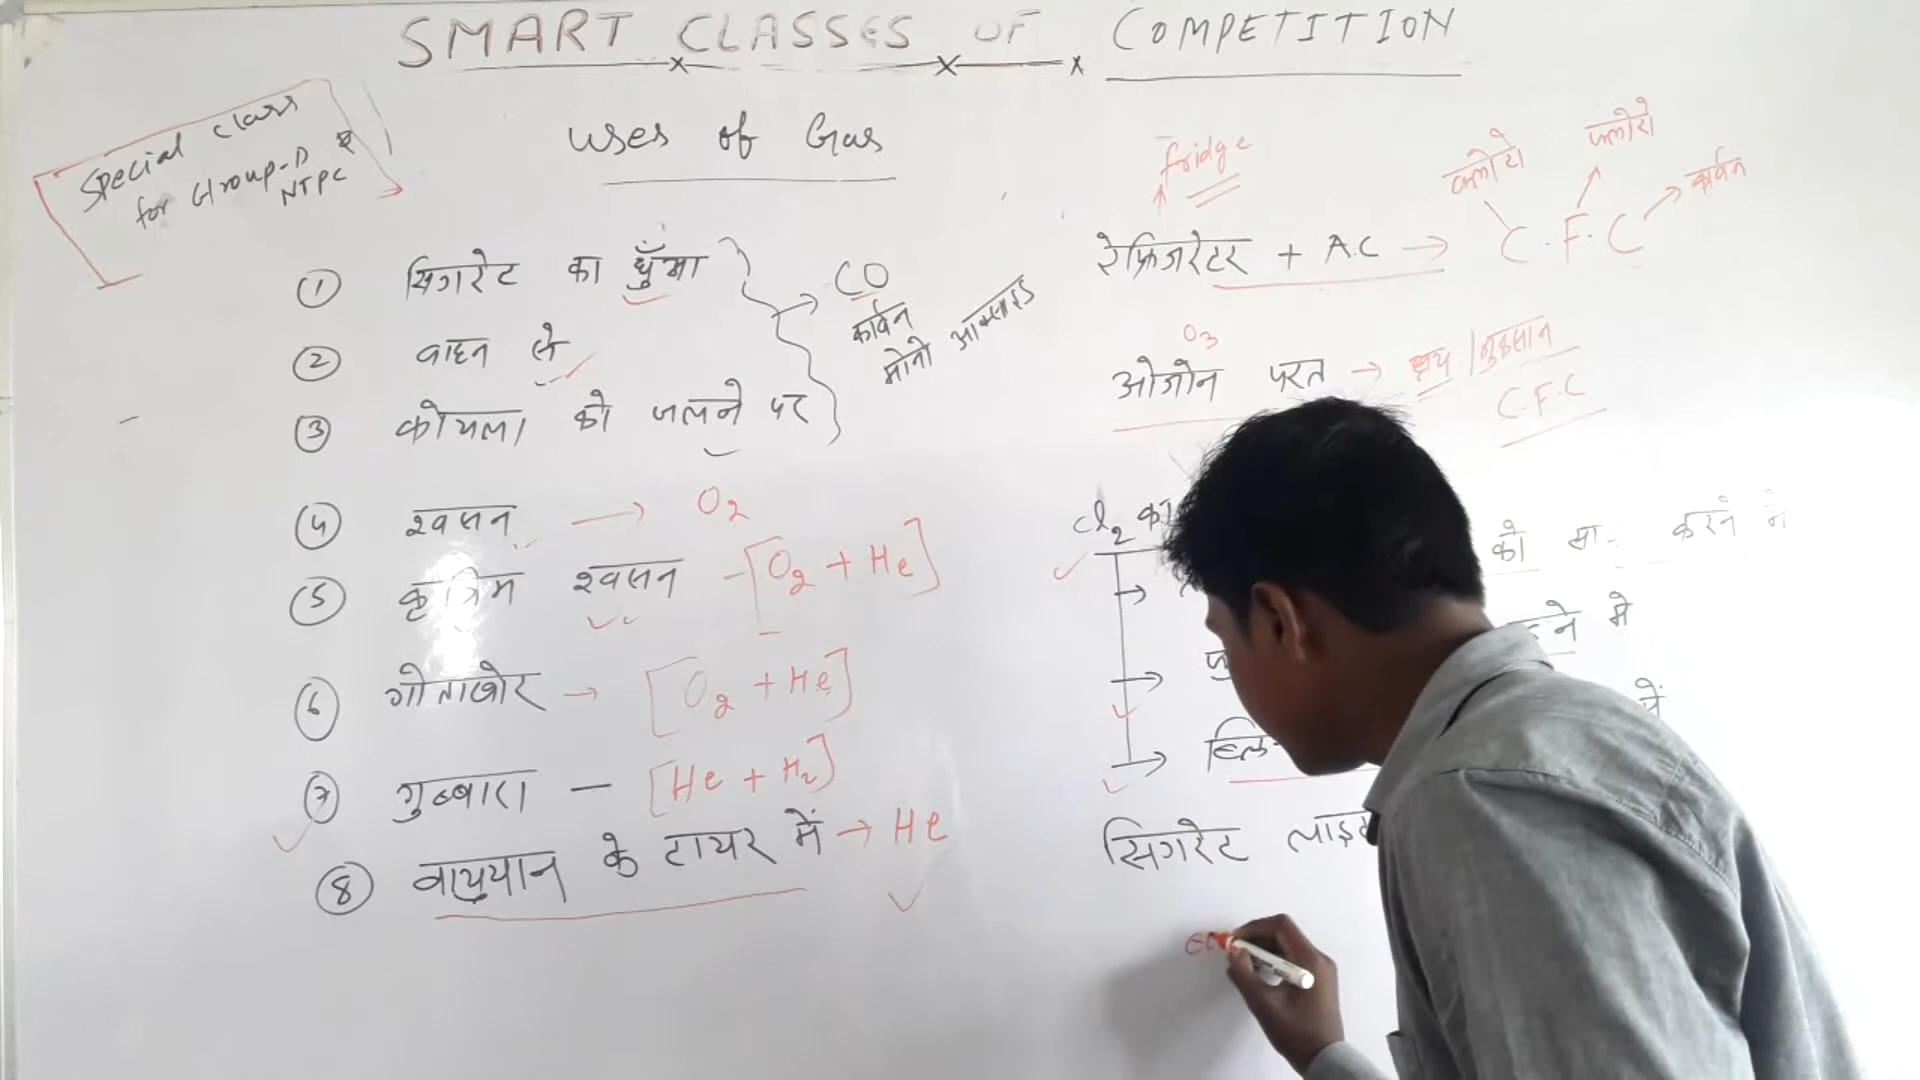 SMART CLASSES OF COMPETITION
Special Class
for Group-D &
NTPC
Uses of Gas
① सिगरेट का धुँआ
② वाहन से
③ कोयला को जलने पर
CO
कार्बन
मोनो आक्साइड
④ श्वसन → O2
⑤ कृत्रिम श्वसन - [O2 + He]
⑥ गोताखोर → [O2 + He]
⑦ गुब्बारा - [He + H2]
⑧ वायुयान के टायर में → He
fridge
क्लोरो
फ्लोरो
कार्बन
रेफ्रिजरेटर + A.C → C.F.C
O3
ओजोन परत → क्षय / नुकसान
C.F.C
Cl2 का
को करने में
में
में
सिगरेट